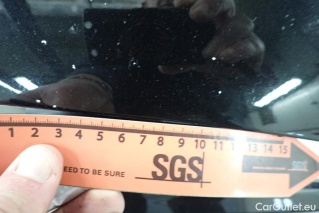 1 2 3 4 5 6 7 8 9 10 11 12 13 14 15
EED TO BE SURE SGS
CarOutlet.eu